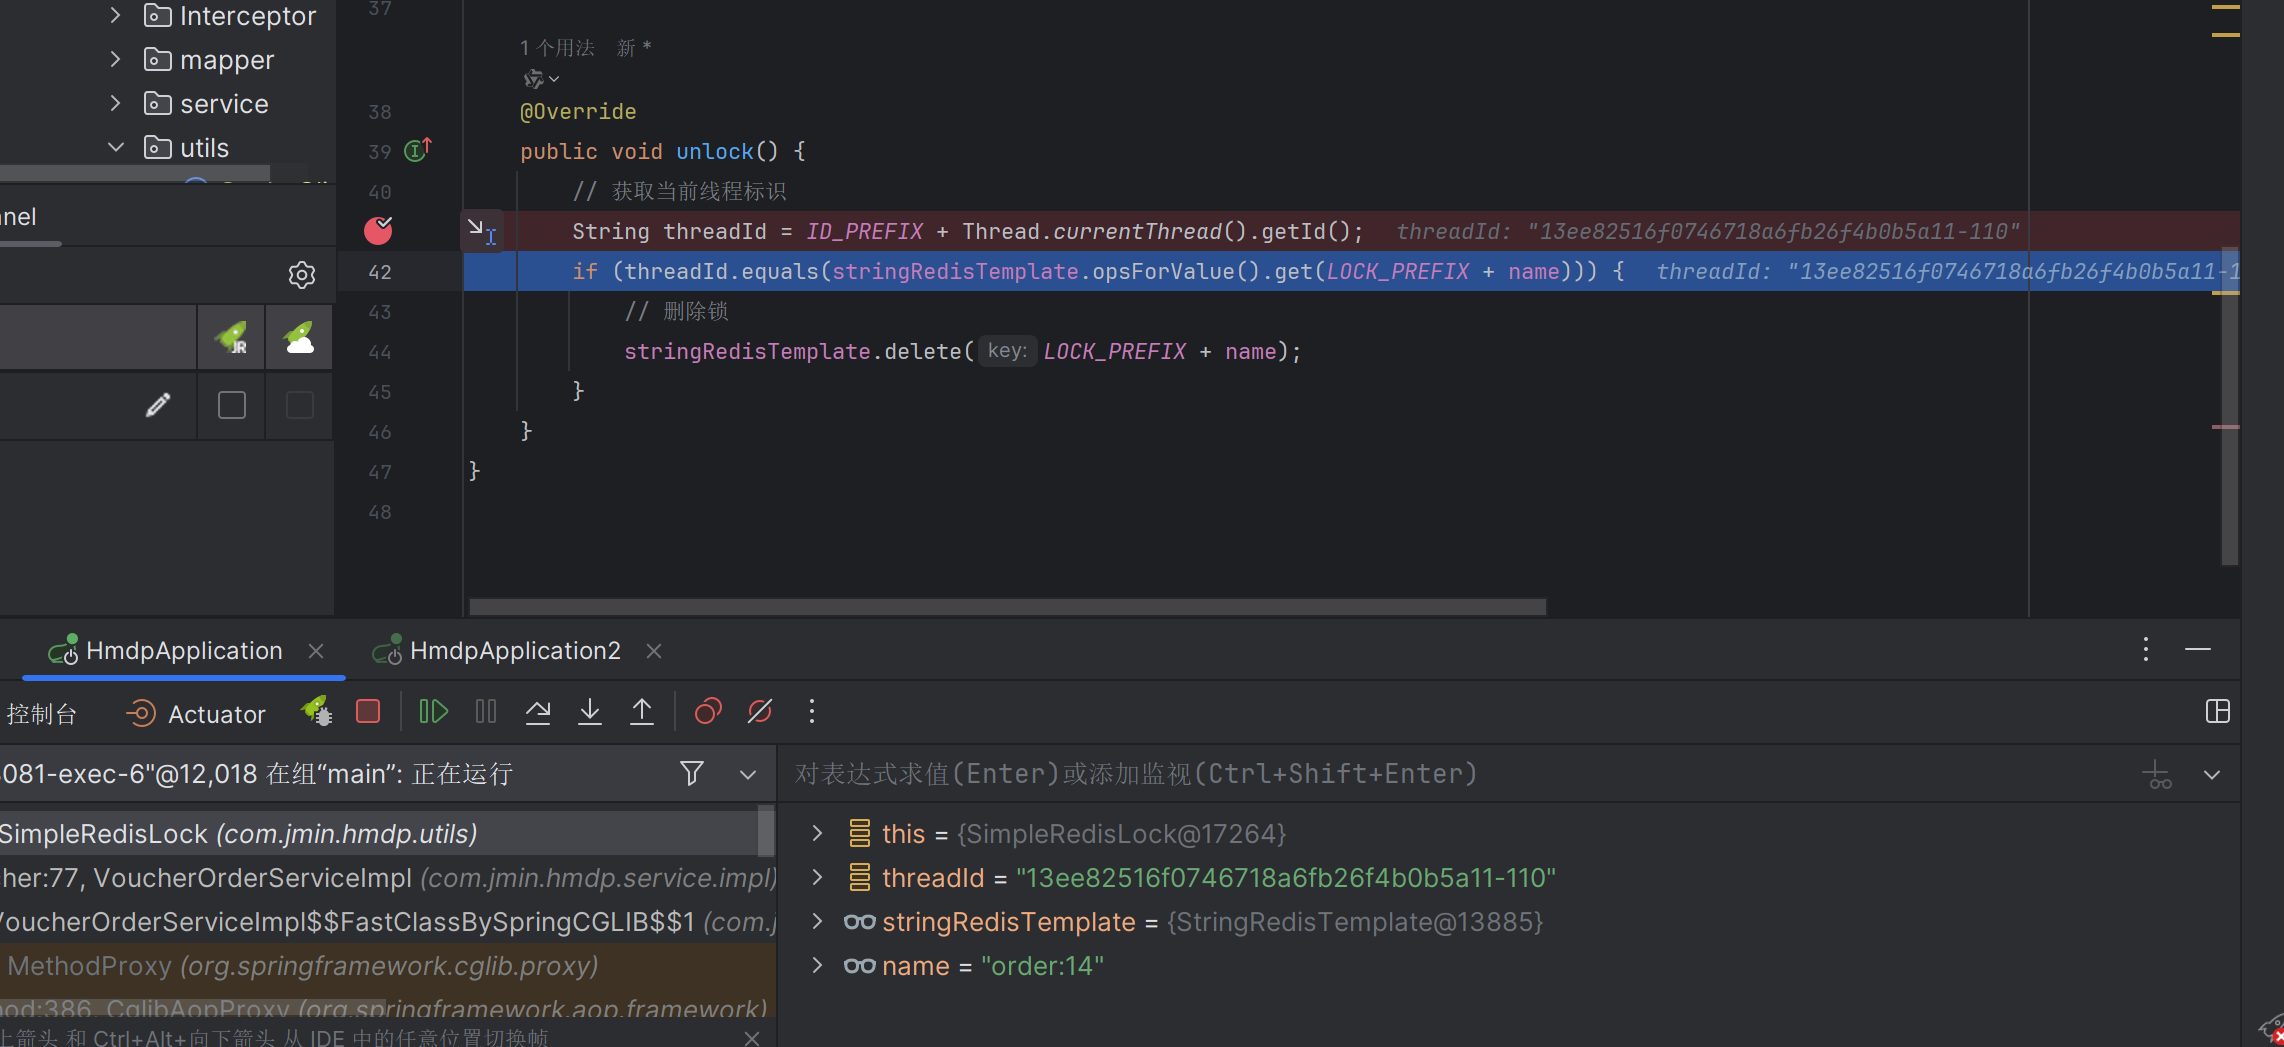 Interceptor
mapper
service
utils
nel
37
1 个用法 新 *
38 @Override
39 public void unlock() {
40 // 获取当前线程标识
String threadId = ID_PREFIX + Thread.currentThread().getId(); threadId: "13ee82516f0746718a6fb26f4b0b5a11-110"
42 if (threadId.equals(stringRedisTemplate.opsForValue().get(LOCK_PREFIX + name))) { threadId: "13ee82516f0746718a6fb26f4b0b5a11-1
43 // 删除锁
44 stringRedisTemplate.delete( key: LOCK_PREFIX + name);
45 }
46 }
47 }
48
JR
HmdpApplication
HmdpApplication2
控制台
Actuator
081-exec-6"@12,018 在组“main”: 正在运行
对表达式求值(Enter)或添加监视(Ctrl+Shift+Enter)
SimpleRedisLock (com.jmin.hmdp.utils)
her:77, VoucherOrderServiceImpl (com.jmin.hmdp.service.impl)
VoucherOrderServiceImpl$$FastClassBySpringCGLIB$$1 (com.j
MethodProxy (org.springframework.cglib.proxy)
od:386, CglibAopProxy (org.springframework.aop.framework)
上箭头 和 Ctrl+Alt+向下箭头 从 IDE 中的任意位置切换帧
this = {SimpleRedisLock@17264}
threadId = "13ee82516f0746718a6fb26f4b0b5a11-110"
stringRedisTemplate = {StringRedisTemplate@13885}
name = "order:14"